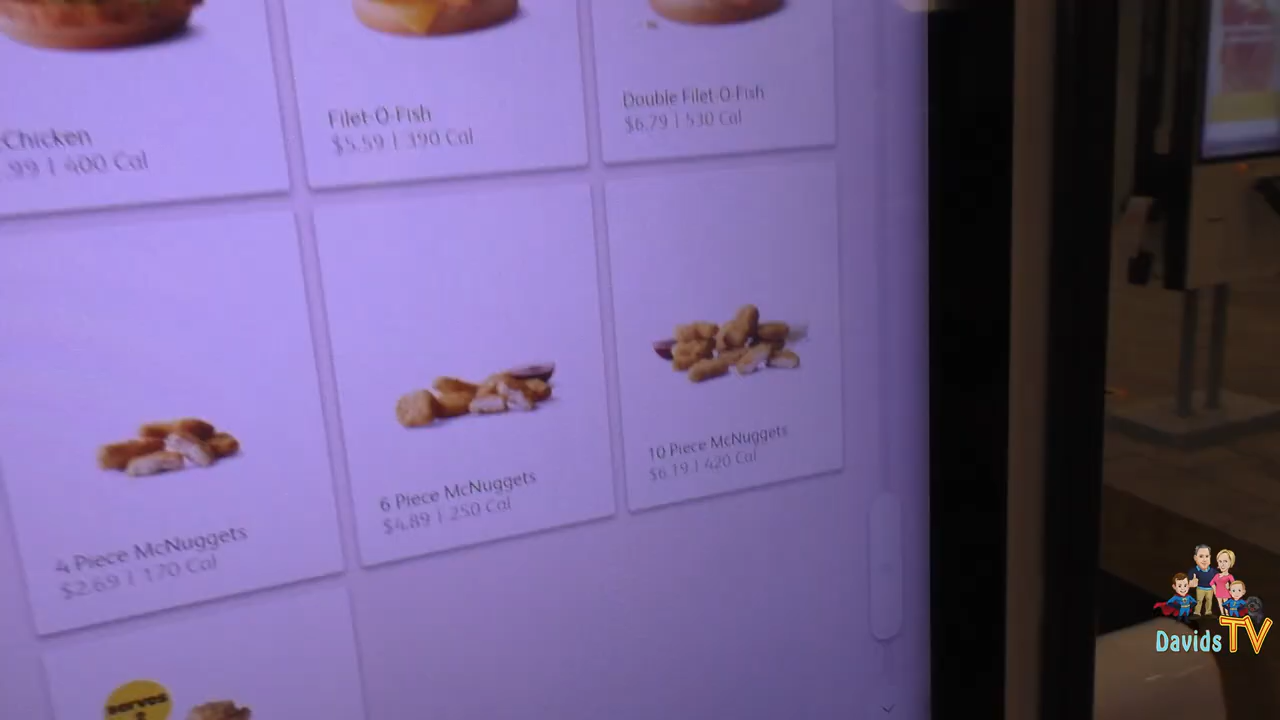 Chicken
.99 | 400 Cal
Filet-O-Fish
$5.59 | 390 Cal
Double Filet-O-Fish
$6.79 | 530 Cal
4 Piece McNuggets
$2.69 | 170 Cal
6 Piece McNuggets
$4.89 | 250 Cal
10 Piece McNuggets
$6.19 | 420 Cal
serves
2
Davids TV